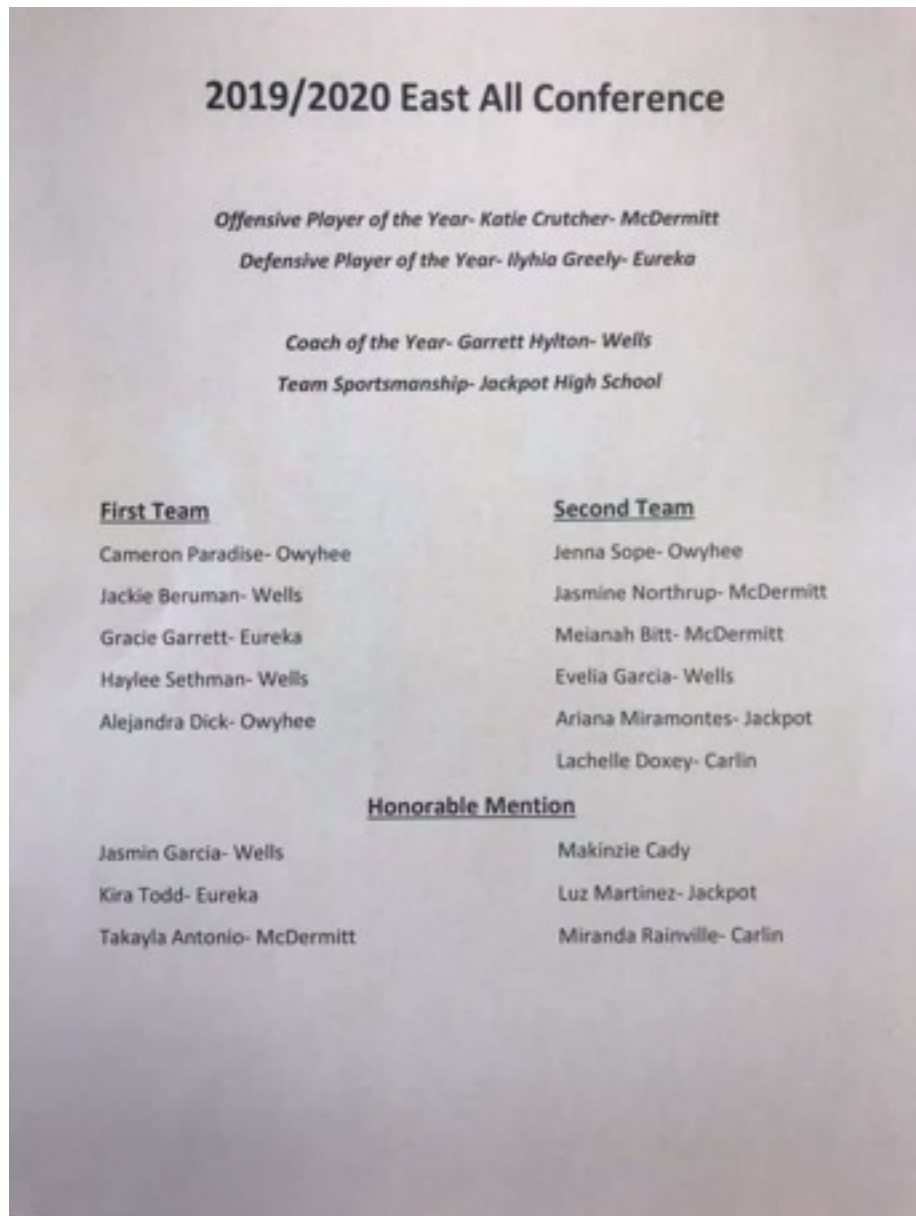 2019/2020 East All Conference
Offensive Player of the Year- Katie Crutcher- McDermitt
Defensive Player of the Year- Ilyhia Greely- Eureka
Coach of the Year- Garrett Hylton- Wells
Team Sportsmanship- Jackpot High School
First Team
Cameron Paradise- Owyhee
Jackie Beruman- Wells
Gracie Garrett- Eureka
Haylee Sethman- Wells
Alejandra Dick- Owyhee
Second Team
Jenna Sope- Owyhee
Jasmine Northrup- McDermitt
Meianah Bitt- McDermitt
Evelia Garcia- Wells
Ariana Miramontes- Jackpot
Lachelle Doxey- Carlin
Honorable Mention
Jasmin Garcia- Wells
Kira Todd- Eureka
Takayla Antonio- McDermitt
Makinzie Cady
Luz Martinez- Jackpot
Miranda Rainville- Carlin